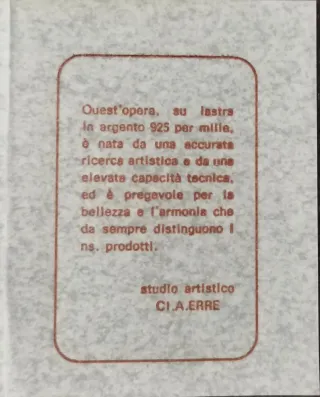 Quest'opera, su lastra
in argento 925 per mille,
è nata da una accurata
ricerca artistica e da una
elevata capacità tecnica,
ed è pregevole per la
bellezza e l'armonia che
da sempre distinguono i
ns. prodotti.
studio artistico
CI.A.ERRE